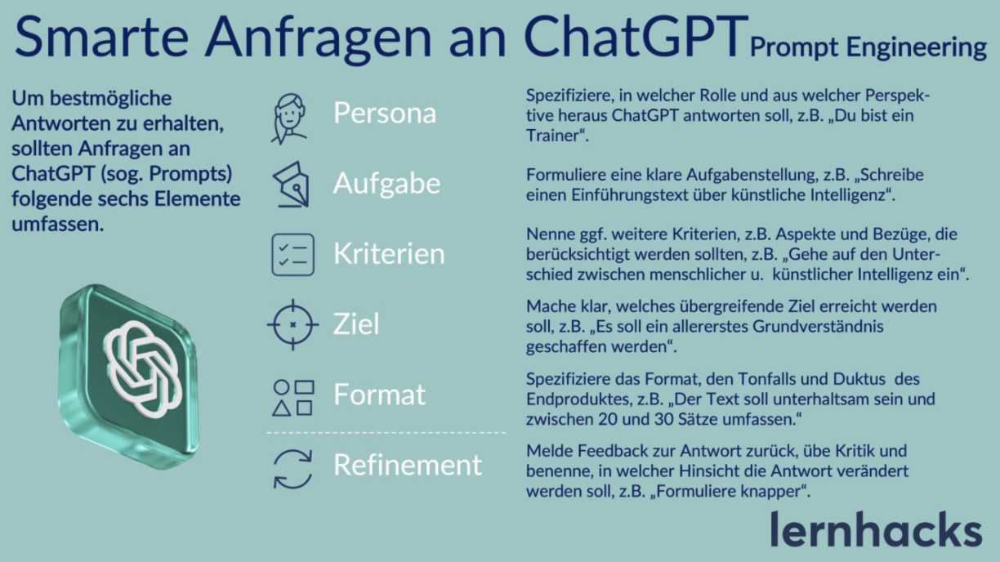 Smarte Anfragen an ChatGPT Prompt Engineering
Um bestmögliche
Antworten zu erhalten,
sollten Anfragen an
ChatGPT (sog. Prompts)
folgende sechs Elemente
umfassen.
Persona
Spezifiziere, in welcher Rolle und aus welcher Perspek-
tive heraus ChatGPT antworten soll, z.B. „Du bist ein
Trainer“.
Aufgabe
Formuliere eine klare Aufgabenstellung, z.B. „Schreibe
einen Einführungstext über künstliche Intelligenz“.
Kriterien
Nenne ggf. weitere Kriterien, z.B. Aspekte und Bezüge, die
berücksichtigt werden sollten, z.B. „Gehe auf den Unter-
schied zwischen menschlicher u. künstlicher Intelligenz ein“.
Ziel
Mache klar, welches übergreifende Ziel erreicht werden
soll, z.B. „Es soll ein allererstes Grundverständnis
geschaffen werden“.
Format
Spezifiziere das Format, den Tonfalls und Duktus des
Endproduktes, z.B. „Der Text soll unterhaltsam sein und
zwischen 20 und 30 Sätze umfassen.“
Refinement
Melde Feedback zur Antwort zurück, übe Kritik und
benenne, in welcher Hinsicht die Antwort verändert
werden soll, z.B. „Formuliere knapper“.
lernhacks